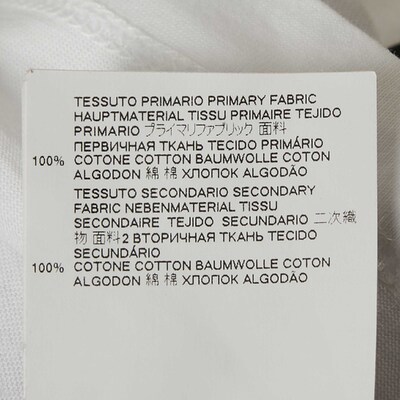 TESSUTO PRIMARIO PRIMARY FABRIC
HAUPTMATERIAL TISSU PRIMAIRE TEJIDO
PRIMARIO プライマリファブリック 面料
ПЕРВИЧНАЯ ТКАНЬ TECIDO PRIMÁRIO
100% COTONE COTTON BAUMWOLLE COTON
ALGODON 綿 棉 ХЛОПОК ALGODÃO
TESSUTO SECONDARIO SECONDARY
FABRIC NEBENMATERIAL TISSU
SECONDAIRE TEJIDO SECUNDARIO 二次織
物 面料2 ВТОРИЧНАЯ ТКАНЬ TECIDO
SECUNDÁRIO
100% COTONE COTTON BAUMWOLLE COTON
ALGODON 綿 棉 ХЛОПОК ALGODÃO